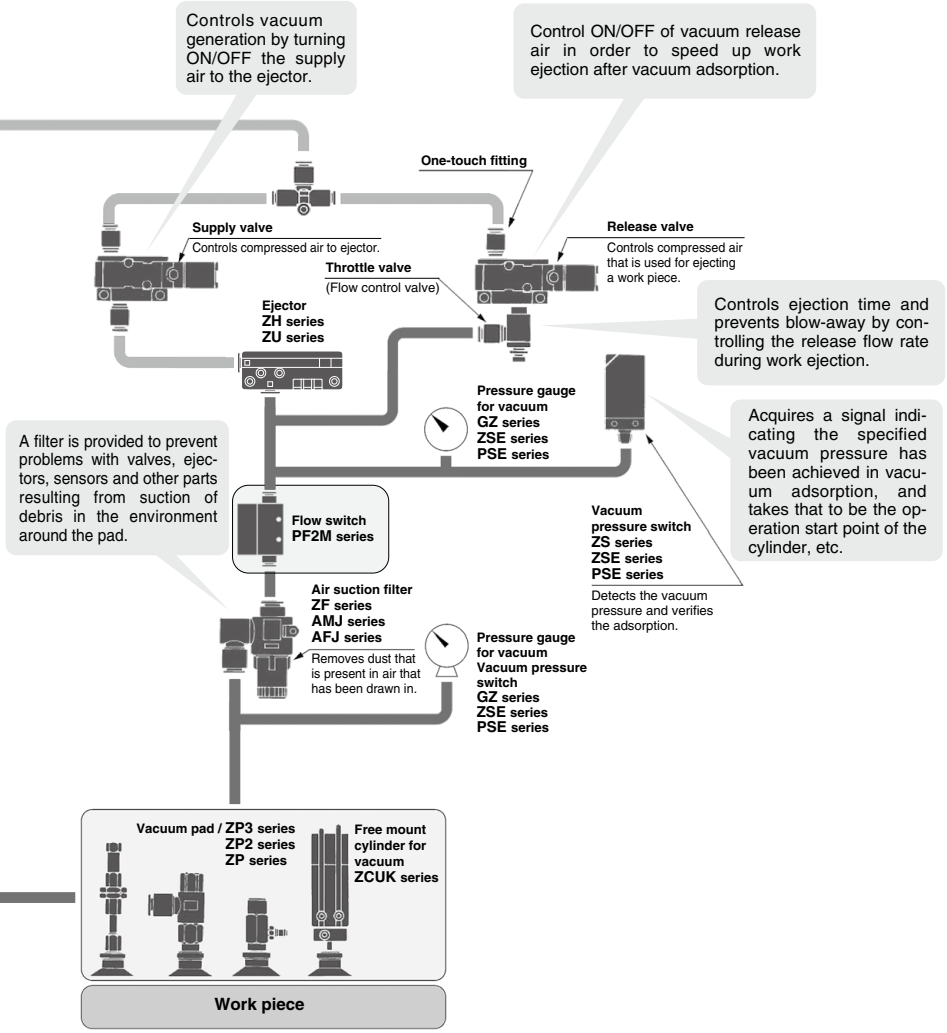 Controls vacuum
generation by turning
ON/OFF the supply
air to the ejector.
Control ON/OFF of vacuum release
air in order to speed up work
ejection after vacuum adsorption.
One-touch fitting
Supply valve
Controls compressed air to ejector.
Release valve
Controls compressed air
that is used for ejecting
a work piece.
Throttle valve
(Flow control valve)
Ejector
ZH series
ZU series
Controls ejection time and
prevents blow-away by con-
trolling the release flow rate
during work ejection.
Pressure gauge
for vacuum
GZ series
ZSE series
PSE series
Acquires a signal indi-
cating the specified
vacuum pressure has
been achieved in vacu-
um adsorption, and
takes that to be the op-
eration start point of the
cylinder, etc.
A filter is provided to prevent
problems with valves, ejec-
tors, sensors and other parts
resulting from suction of
debris in the environment
around the pad.
Flow switch
PF2M series
Vacuum
pressure switch
ZS series
ZSE series
PSE series
Detects the vacuum
pressure and verifies
the adsorption.
Air suction filter
ZF series
AMJ series
AFJ series
Removes dust that
is present in air that
has been drawn in.
Pressure gauge
for vacuum
Vacuum pressure
switch
GZ series
ZSE series
PSE series
Vacuum pad / ZP3 series
ZP2 series
ZP series
Free mount
cylinder for
vacuum
ZCUK series
Work piece